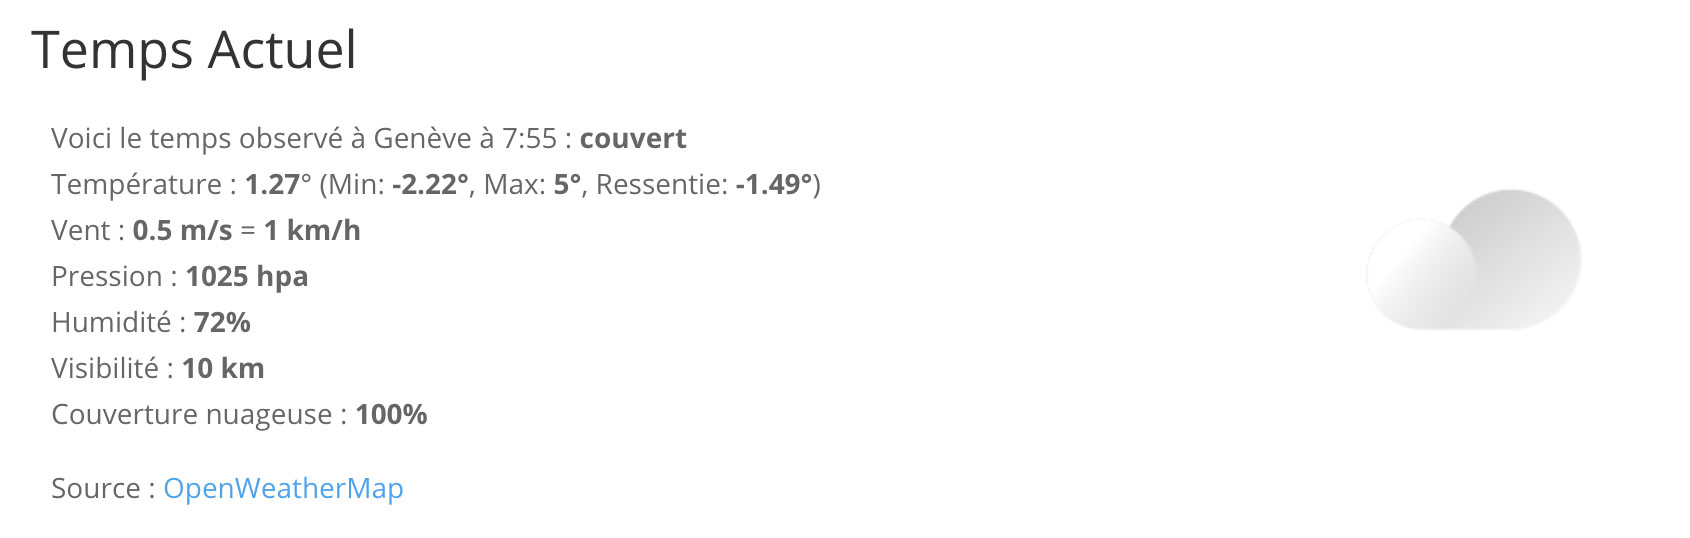 Temps Actuel
Voici le temps observé à Genève à 7:55 : couvert
Température : 1.27° (Min: -2.22°, Max: 5°, Ressentie: -1.49°)
Vent : 0.5 m/s = 1 km/h
Pression : 1025 hpa
Humidité : 72%
Visibilité : 10 km
Couverture nuageuse : 100%
Source : OpenWeatherMap